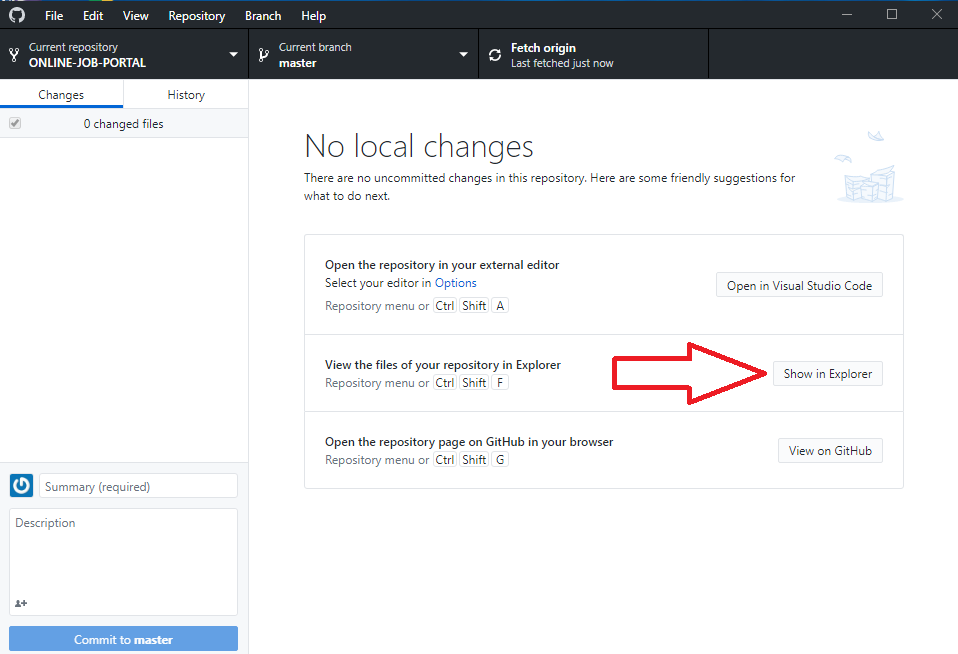 File Edit View Repository Branch Help
Current repository
ONLINE-JOB-PORTAL
Current branch
master
Fetch origin
Last fetched just now
Changes History
0 changed files
No local changes
There are no uncommitted changes in this repository. Here are some friendly suggestions for
what to do next.
Open the repository in your external editor
Select your editor in Options
Repository menu or Ctrl Shift A
Open in Visual Studio Code
View the files of your repository in Explorer
Repository menu or Ctrl Shift F
Show in Explorer
Open the repository page on GitHub in your browser
Repository menu or Ctrl Shift G
View on GitHub
Summary (required)
Description
Commit to master